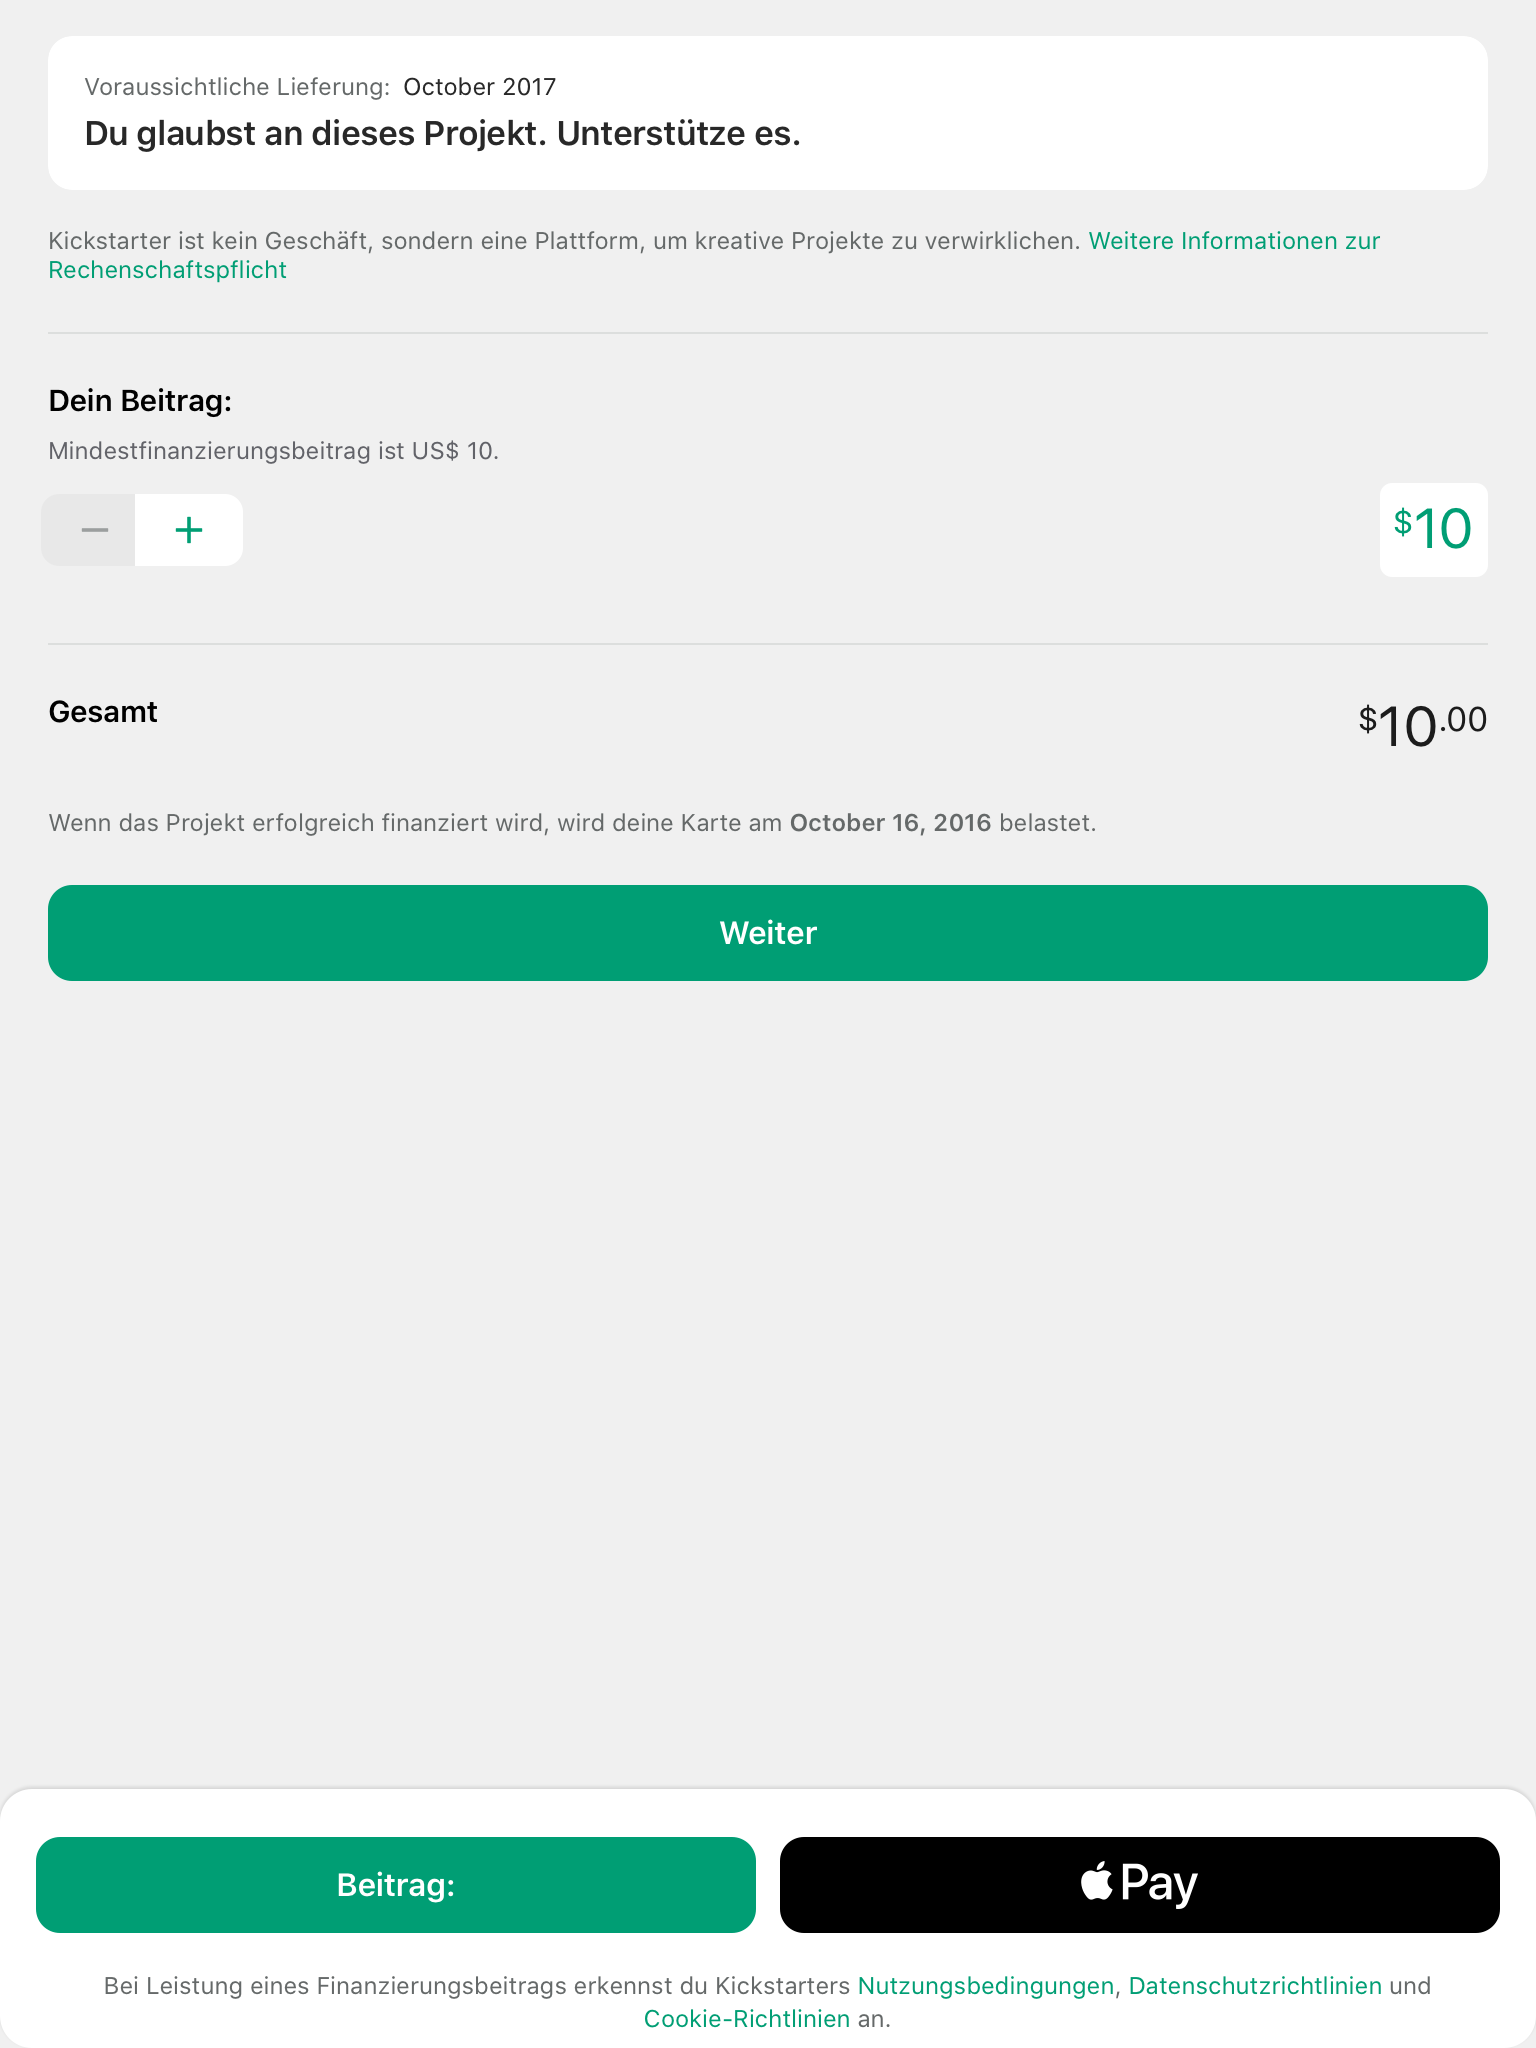 Voraussichtliche Lieferung: October 2017
Du glaubst an dieses Projekt. Unterstütze es.
Kickstarter ist kein Geschäft, sondern eine Plattform, um kreative Projekte zu verwirklichen. Weitere Informationen zur
Rechenschaftspflicht
Dein Beitrag:
Mindestfinanzierungsbeitrag ist US$ 10.
− +
$10
Gesamt
$10.00
Wenn das Projekt erfolgreich finanziert wird, wird deine Karte am October 16, 2016 belastet.
Weiter
Beitrag:
Pay
Bei Leistung eines Finanzierungsbeitrags erkennst du Kickstarters Nutzungsbedingungen, Datenschutzrichtlinien und
Cookie-Richtlinien an.